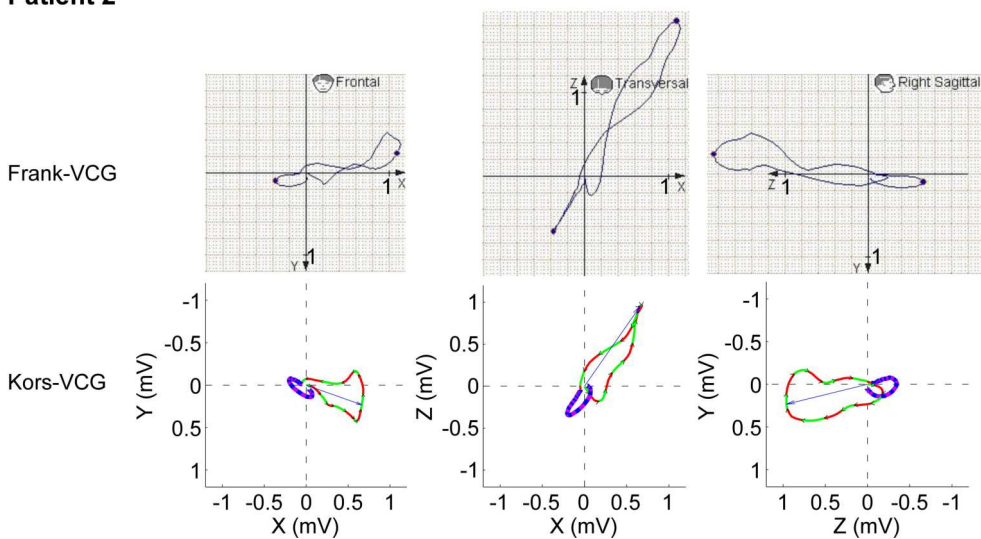 Patient 2
Frank-VCG
Frontal
1
X
Y
1
Z
1
Transversal
1
X
Right Sagittal
Z
1
Y
1
Kors-VCG
-1
-0.5
0
0.5
1
Y (mV)
-1
-0.5
0
0.5
1
X (mV)
1
0.5
0
-0.5
-1
Z (mV)
-1
-0.5
0
0.5
1
X (mV)
-1
-0.5
0
0.5
1
Y (mV)
1
0.5
0
-0.5
-1
Z (mV)